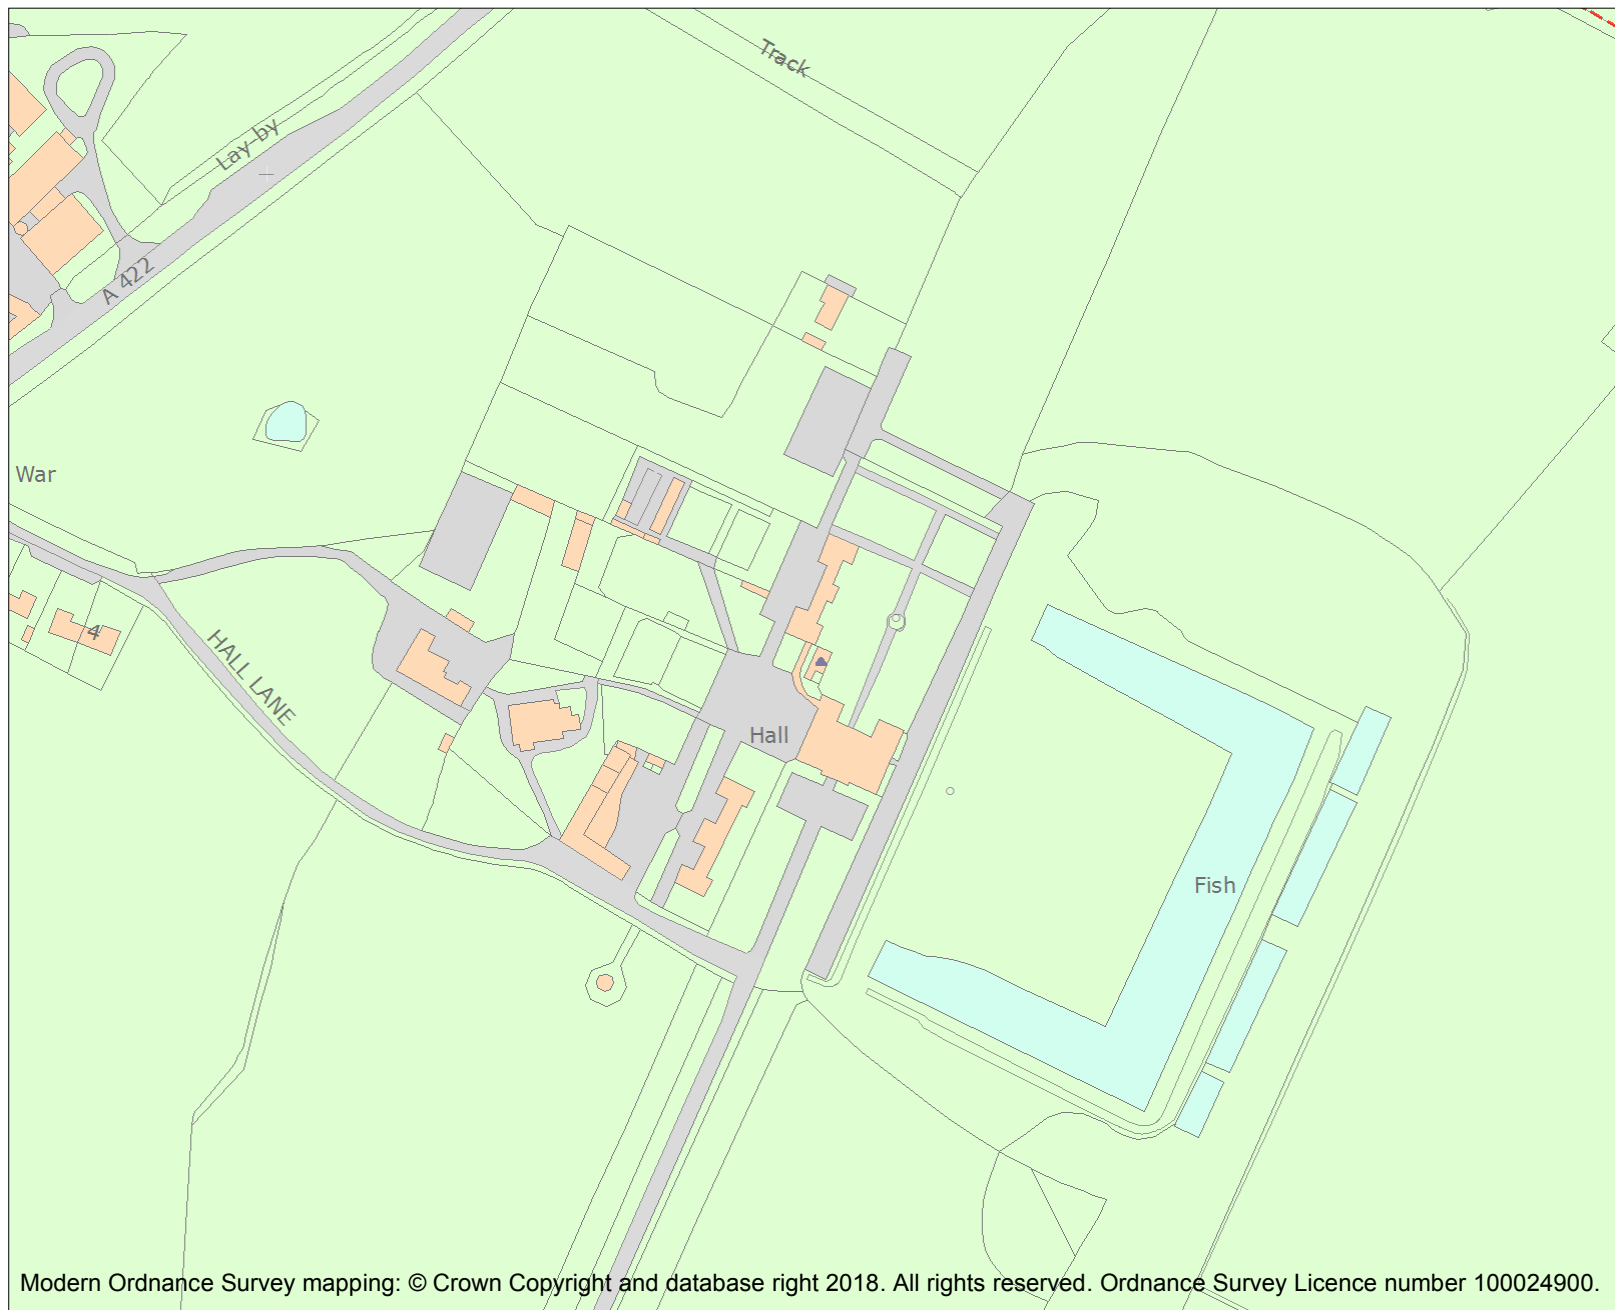 Track
Lay-by
A 422
War
4
HALL LANE
Hall
Fish
Modern Ordnance Survey mapping: © Crown Copyright and database right 2018. All rights reserved. Ordnance Survey Licence number 100024900.